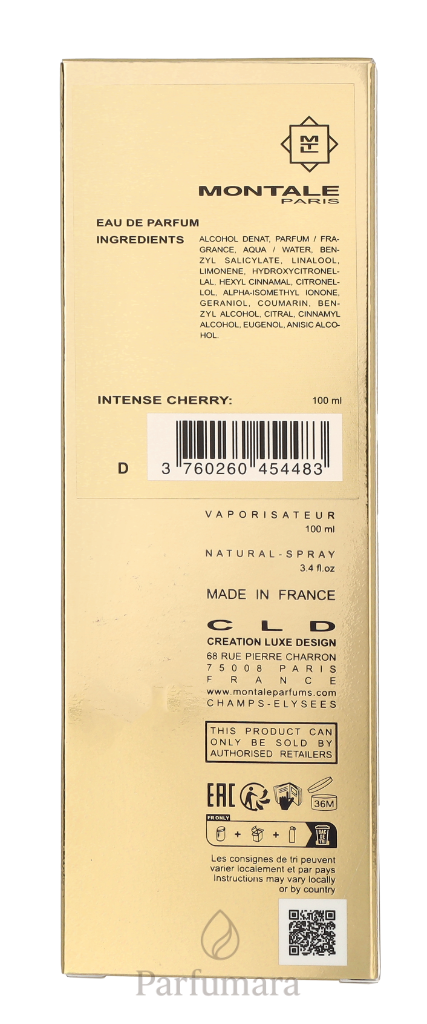 MTL
MONTALE
PARIS
EAU DE PARFUM
INGREDIENTS
ALCOHOL DENAT, PARFUM / FRA-
GRANCE, AQUA / WATER, BEN-
ZYL SALICYLATE, LINALOOL,
LIMONENE, HYDROXYCITRONEL-
LAL, HEXYL CINNAMAL, CITRONEL-
LOL, ALPHA-ISOMETHYL IONONE,
GERANIOL, COUMARIN, BEN-
ZYL ALCOHOL, CITRAL, CINNAMYL
ALCOHOL, EUGENOL, ANISIC ALCO-
HOL.
INTENSE CHERRY: 100 ml
D 3 760260 454483
VAPORISATEUR
100 ml
NATURAL-SPRAY
3.4 fl.oz
MADE IN FRANCE
CLD
CREATION LUXE DESIGN
68 RUE PIERRE CHARRON
75008 PARIS
FRANCE
www.montaleparfums.com
CHAMPS-ELYSEES
THIS PRODUCT CAN
ONLY BE SOLD BY
AUTHORISED RETAILERS
EAC 36M
FR ONLY
+ +
Les consignes de tri peuvent
varier localement et par pays
Instructions may vary locally
or by country
Parfumara